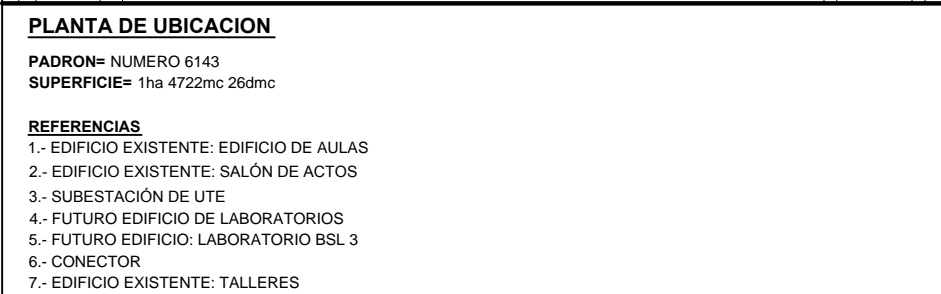 PLANTA DE UBICACION
PADRON= NUMERO 6143
SUPERFICIE= 1ha 4722mc 26dmc
REFERENCIAS
1.- EDIFICIO EXISTENTE: EDIFICIO DE AULAS
2.- EDIFICIO EXISTENTE: SALÓN DE ACTOS
3.- SUBESTACIÓN DE UTE
4.- FUTURO EDIFICIO DE LABORATORIOS
5.- FUTURO EDIFICIO: LABORATORIO BSL 3
6.- CONECTOR
7.- EDIFICIO EXISTENTE: TALLERES